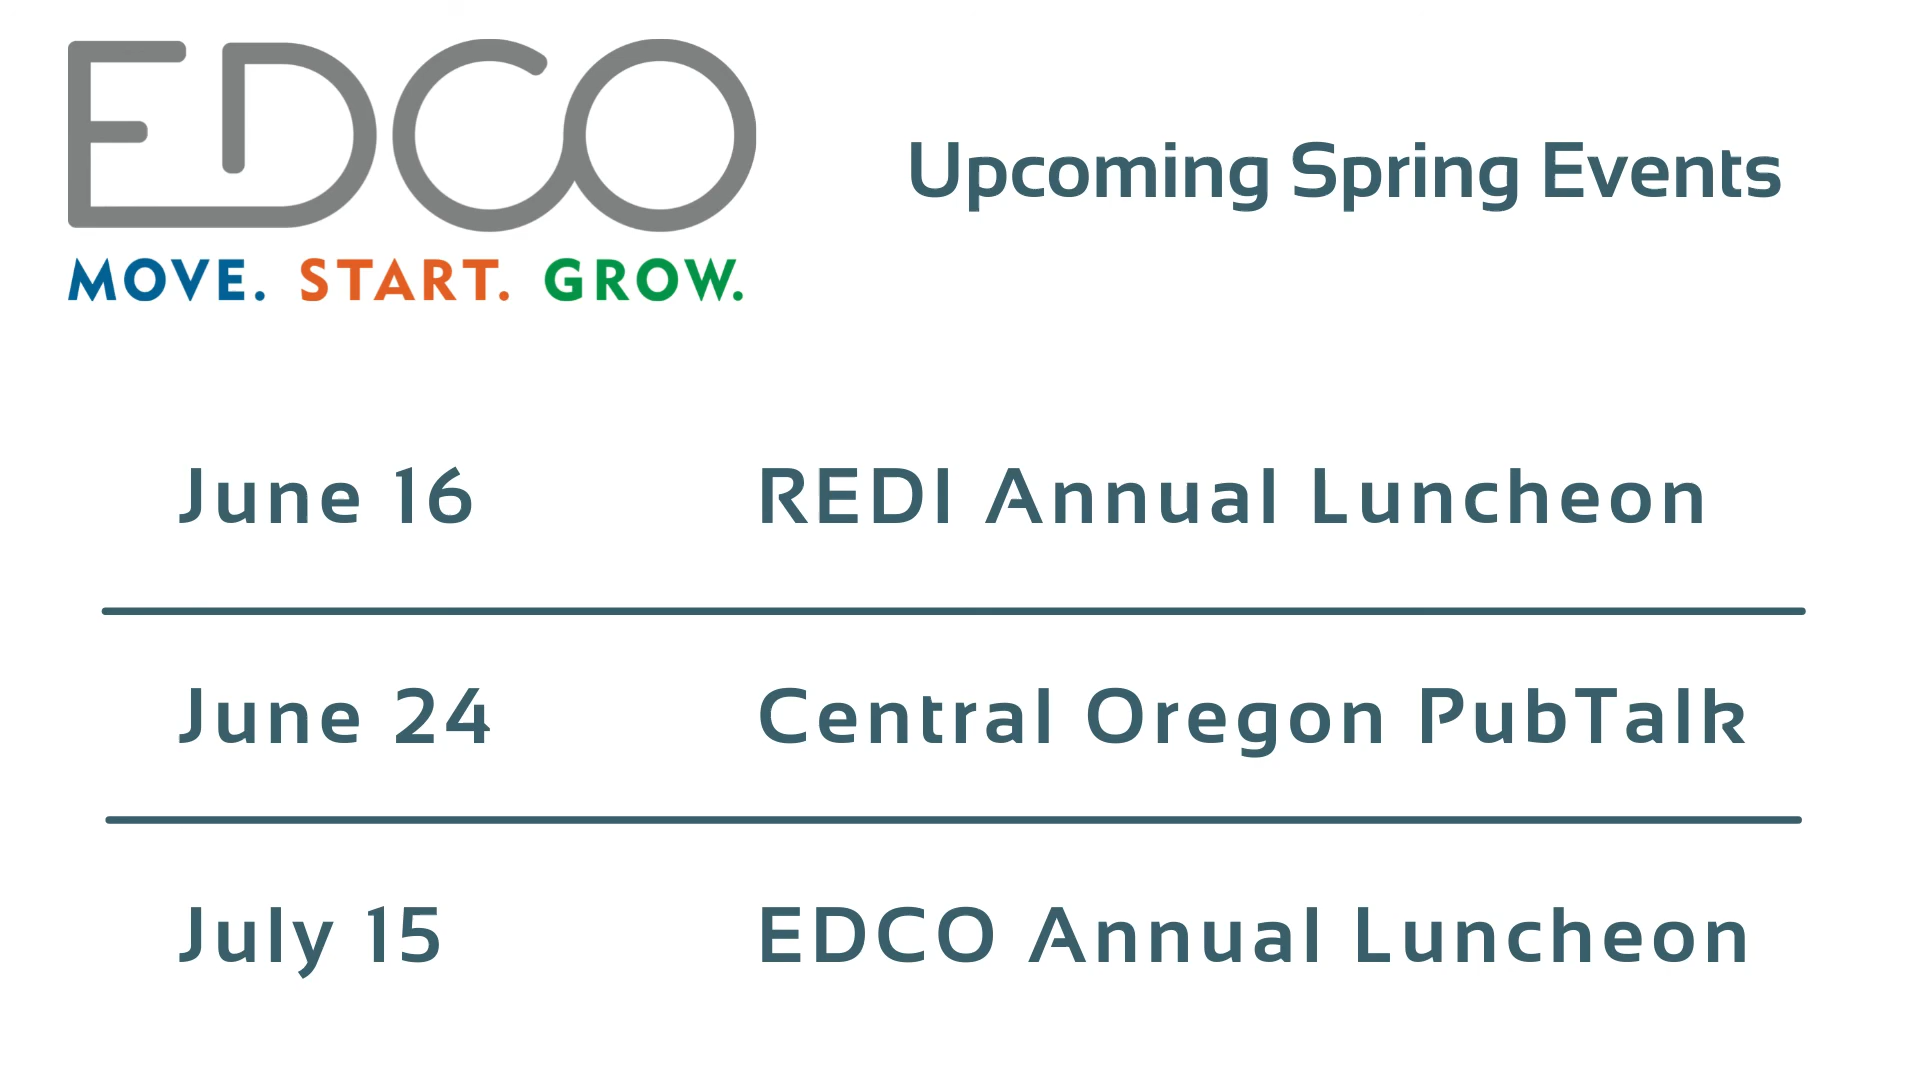 EDCO
MOVE. START. GROW.
Upcoming Spring Events
June 16 REDI Annual Luncheon
June 24 Central Oregon PubTalk
July 15 EDCO Annual Luncheon